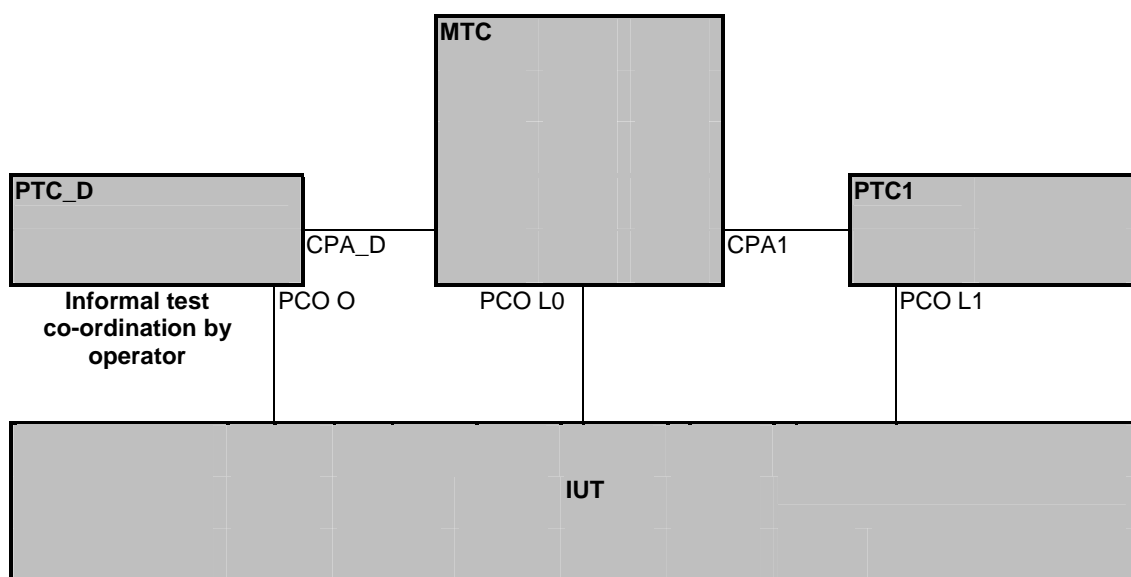 MTC
PTC_D
PTC1
CPA_D
CPA1
Informal test
co-ordination by
operator
PCO O
PCO L0
PCO L1
IUT